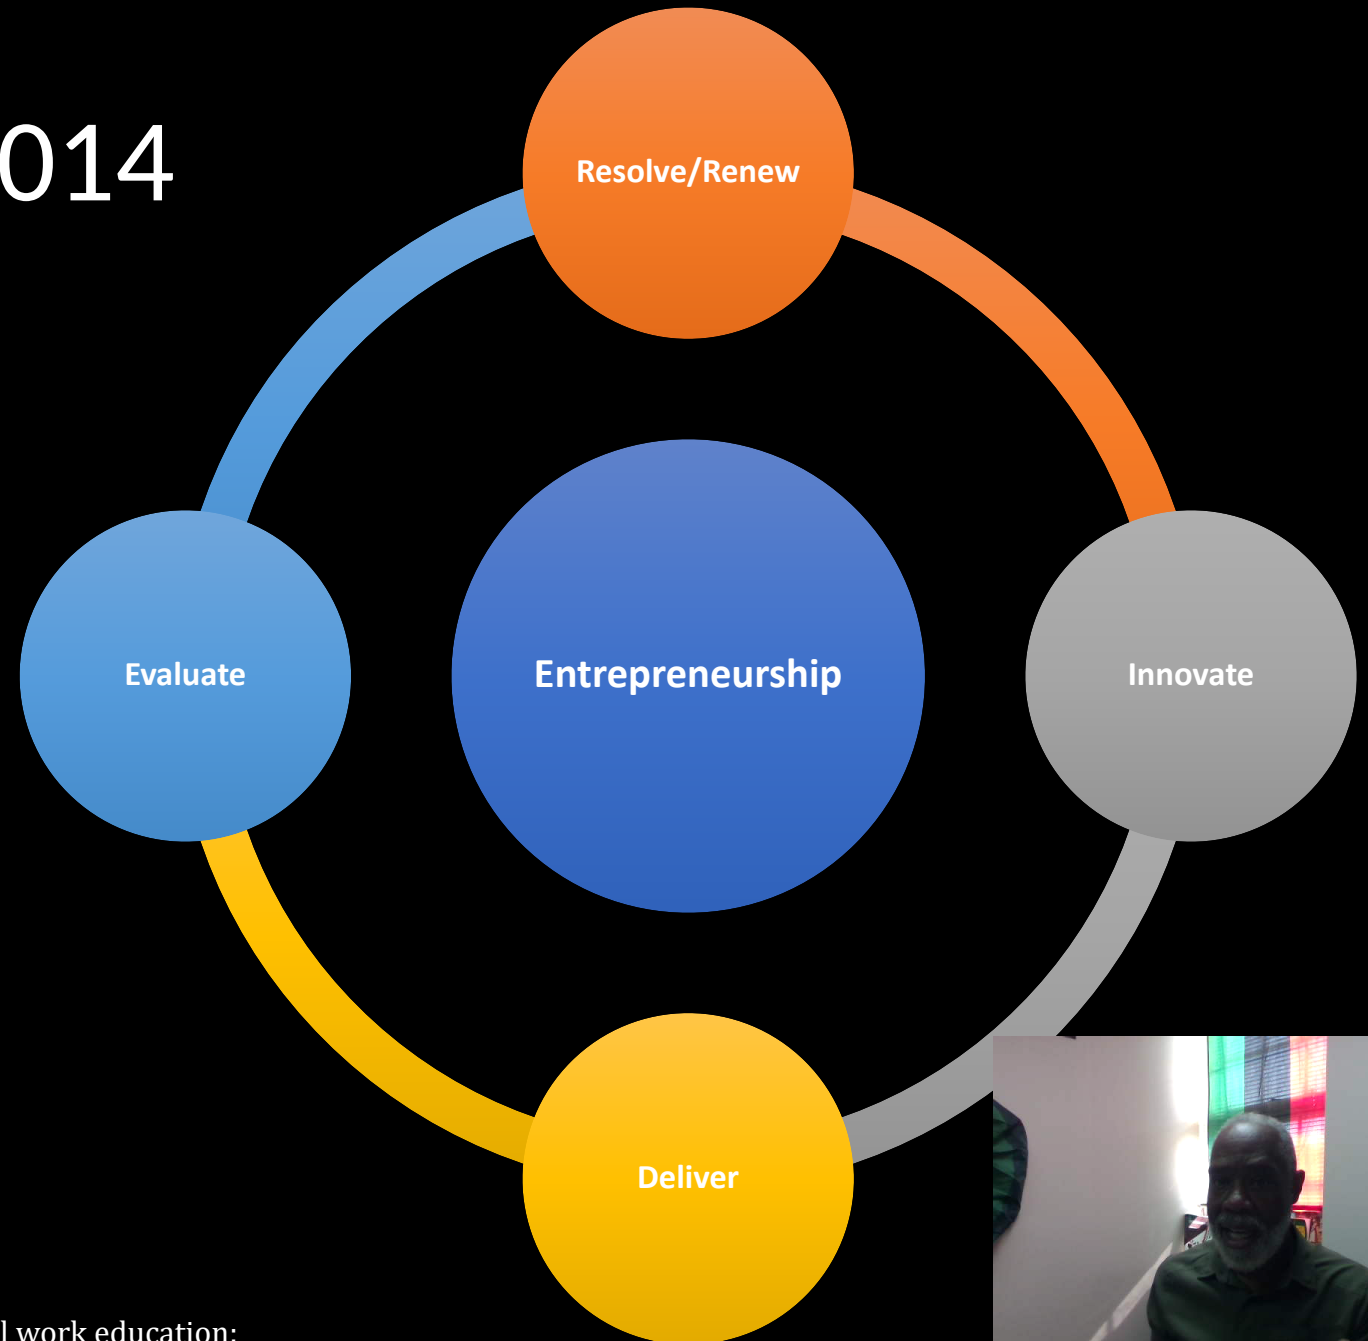 014
Resolve/Renew
Evaluate
Entrepreneurship
Innovate
Deliver
work education: